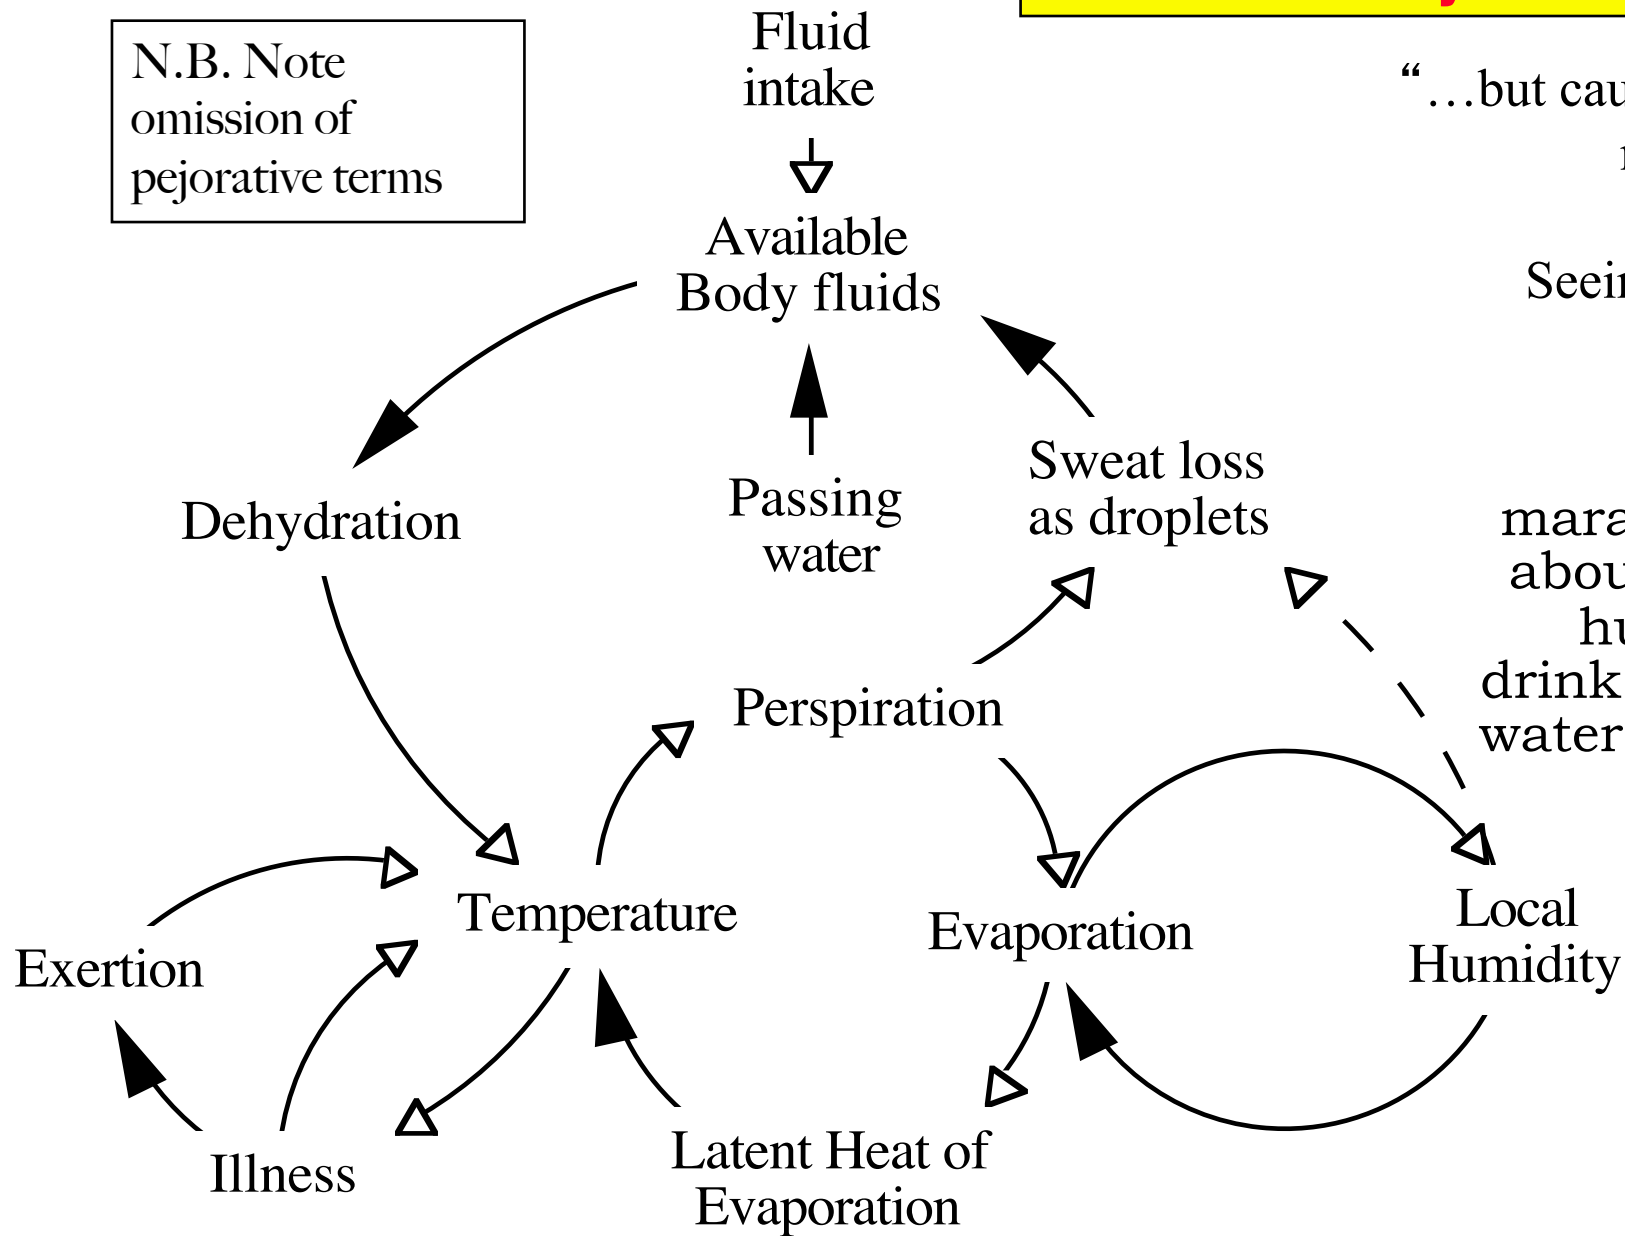 N.B. Note
omission of
pejorative terms
Fluid
intake
Available
Body fluids
Dehydration
Passing
water
Sweat loss
as droplets
Perspiration
Temperature
Exertion
Evaporation
Local
Humidity
Illness
Latent Heat of
Evaporation
“…but cau
Seein
mara
abou
hu
drink
water